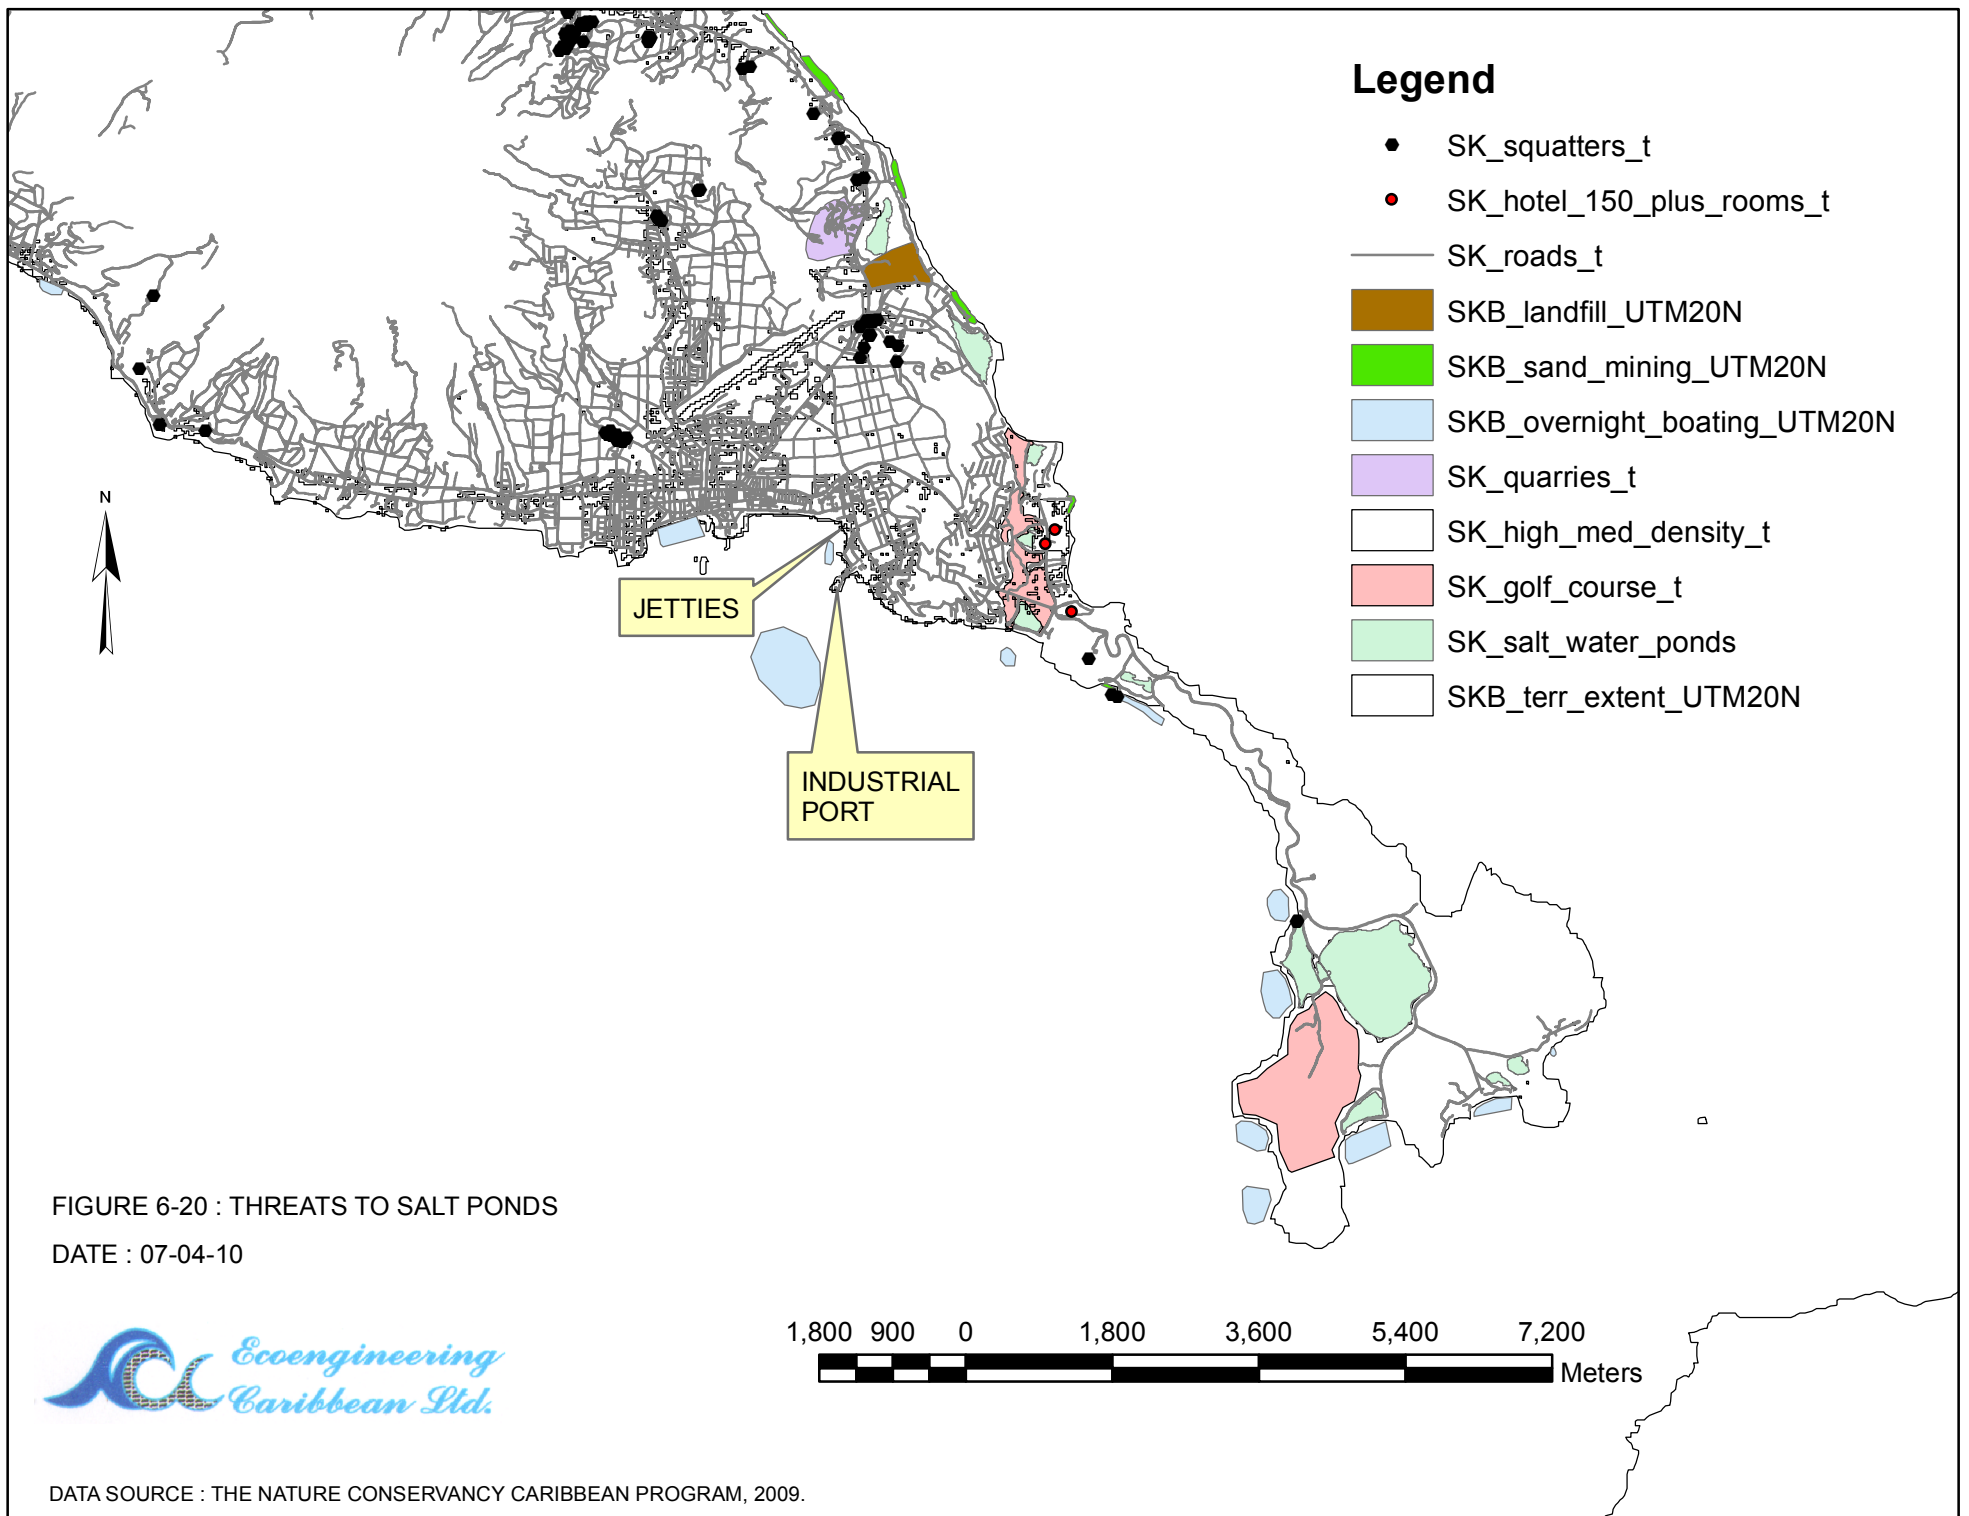 Legend
SK_squatters_t
SK_hotel_150_plus_rooms_t
SK_roads_t
SKB_landfill_UTM20N
SKB_sand_mining_UTM20N
SKB_overnight_boating_UTM20N
SK_quarries_t
SK_high_med_density_t
SK_golf_course_t
SK_salt_water_ponds
SKB_terr_extent_UTM20N
N
JETTIES
INDUSTRIAL
PORT
FIGURE 6-20 : THREATS TO SALT PONDS
DATE : 07-04-10
Ecoengineering
Caribbean Ltd.
1,800 900 0 1,800 3,600 5,400 7,200
Meters
DATA SOURCE : THE NATURE CONSERVANCY CARIBBEAN PROGRAM, 2009.